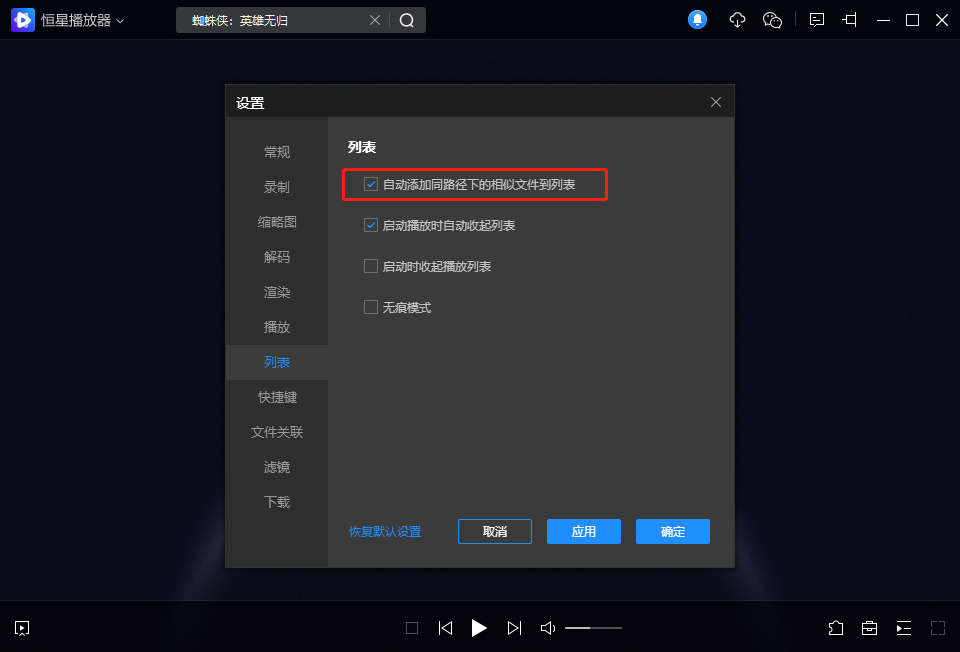 恒星播放器
蜘蛛侠：英雄无归
设置
常规
录制
缩略图
解码
渲染
播放
列表
快捷键
文件关联
滤镜
下载
列表
自动添加同路径下的相似文件到列表
启动播放时自动收起列表
启动时收起播放列表
无痕模式
恢复默认设置
取消
应用
确定